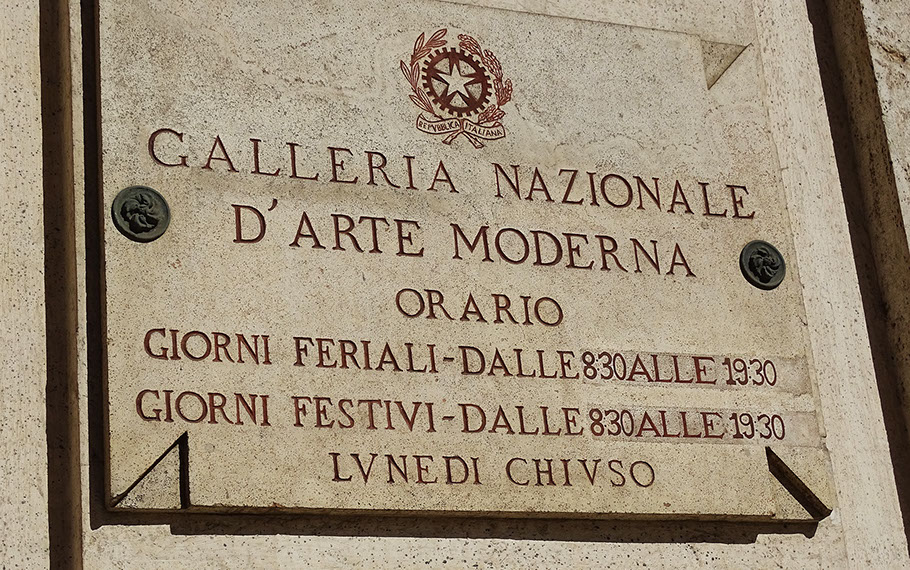 REPVBBLICA ITALIANA
GALLERIA NAZIONALE
D'ARTE MODERNA
ORARIO
GIORNI FERIALI-DALLE 8·30 ALLE 19·30
GIORNI FESTIVI-DALLE 8·30 ALLE 19·30
LVNEDI CHIVSO